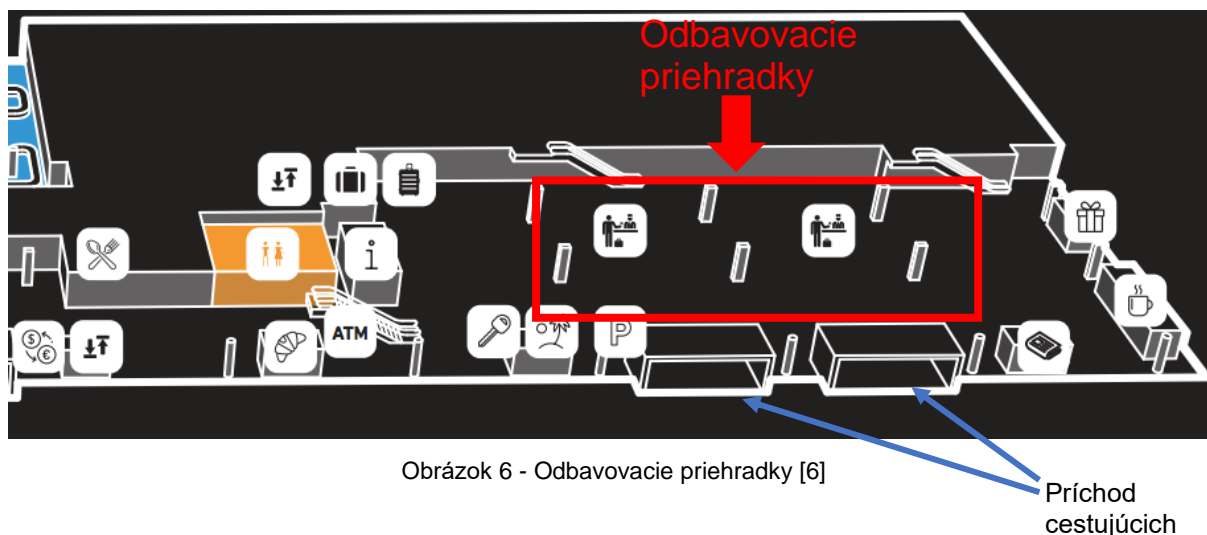 Odbavovacie
priehradky
i
$
€
ATM
P
Obrázok 6 - Odbavovacie priehradky [6]
Príchod
cestujúcich